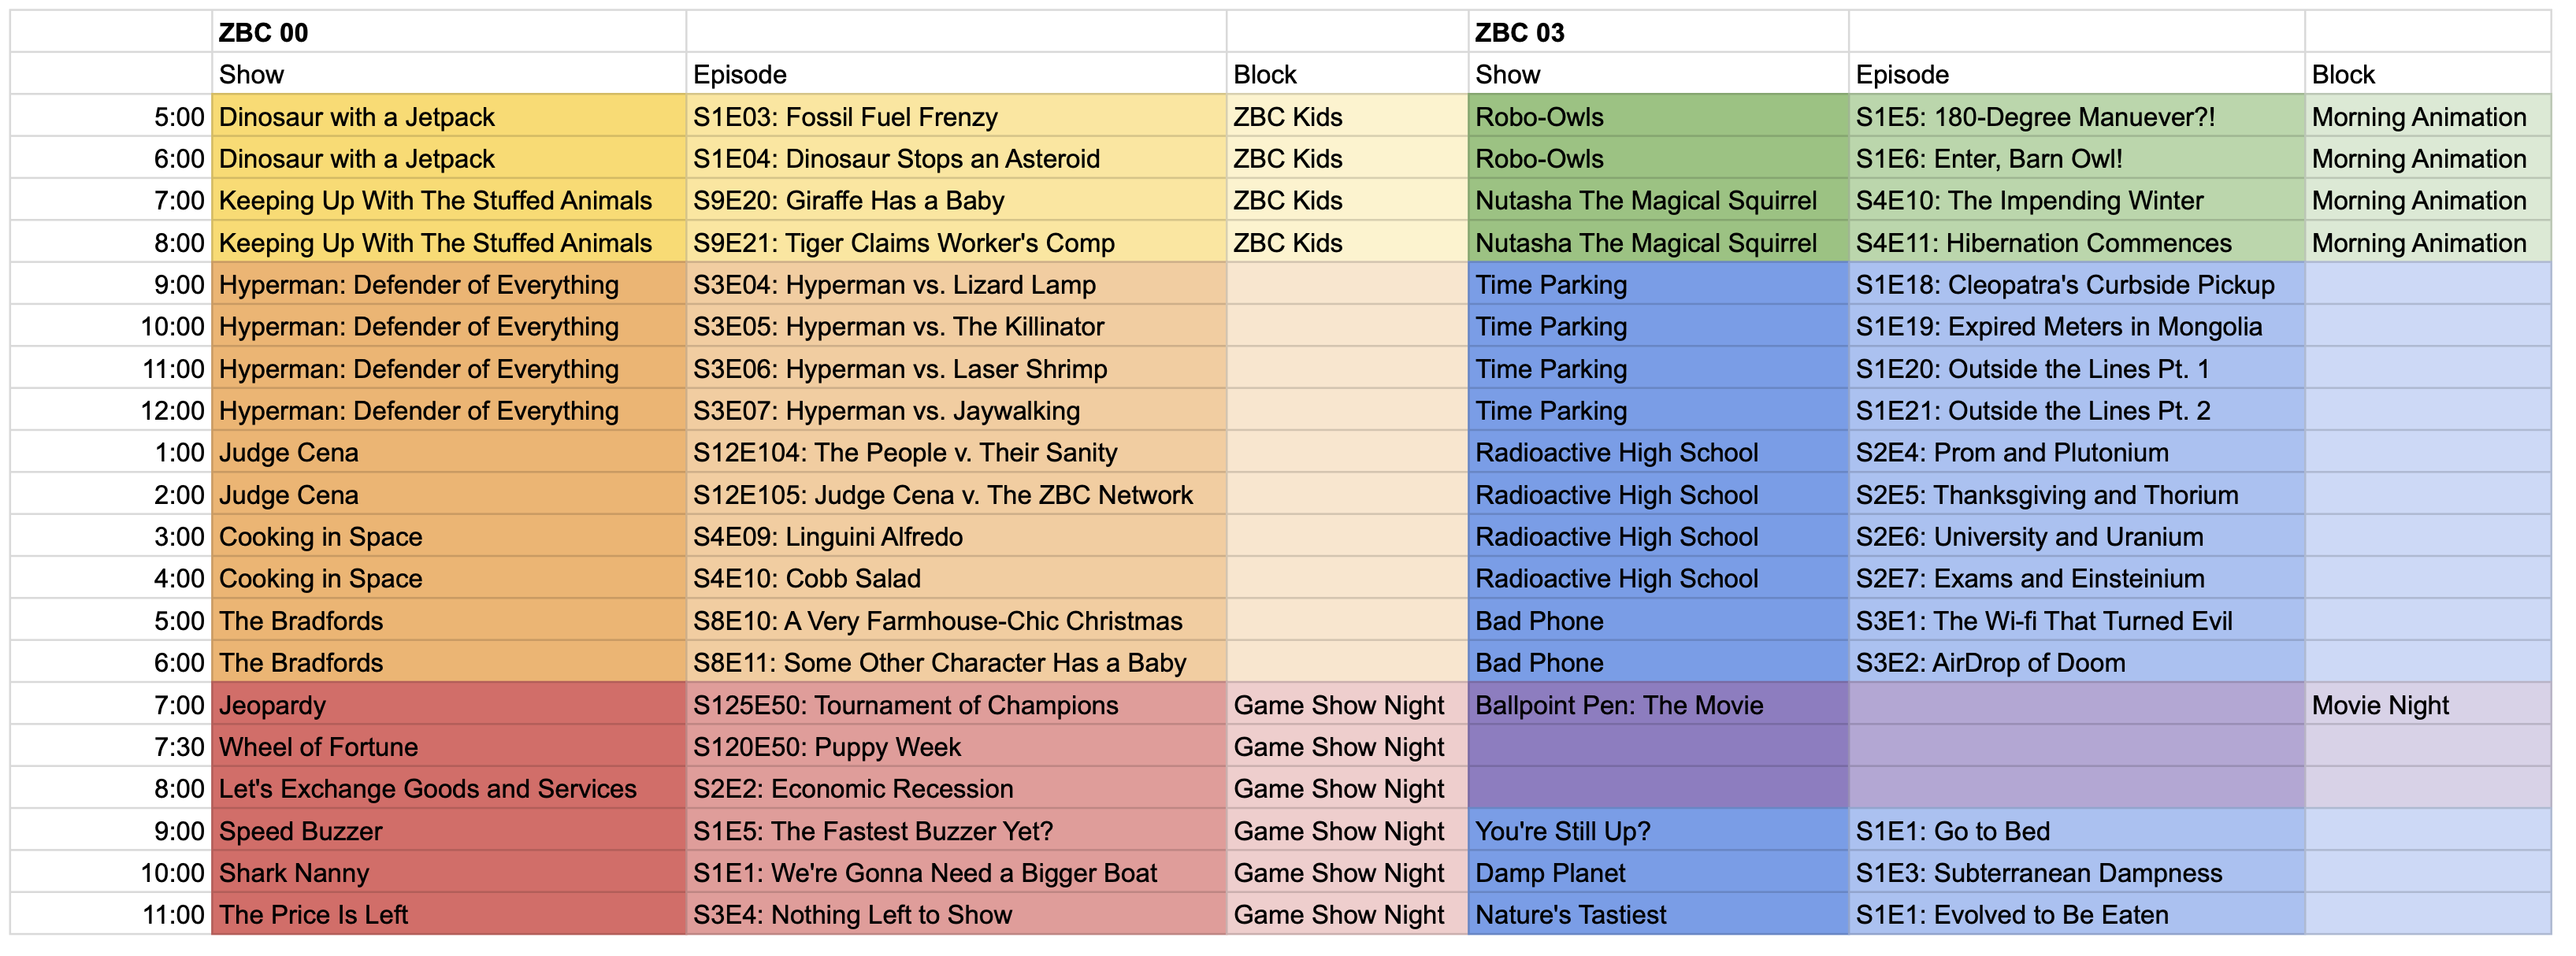 ZBC 00 ZBC 03
Show Episode Block Show Episode Block
5:00 Dinosaur with a Jetpack S1E03: Fossil Fuel Frenzy ZBC Kids Robo-Owls S1E5: 180-Degree Manuever?! Morning Animation
6:00 Dinosaur with a Jetpack S1E04: Dinosaur Stops an Asteroid ZBC Kids Robo-Owls S1E6: Enter, Barn Owl! Morning Animation
7:00 Keeping Up With The Stuffed Animals S9E20: Giraffe Has a Baby ZBC Kids Nutasha The Magical Squirrel S4E10: The Impending Winter Morning Animation
8:00 Keeping Up With The Stuffed Animals S9E21: Tiger Claims Worker's Comp ZBC Kids Nutasha The Magical Squirrel S4E11: Hibernation Commences Morning Animation
9:00 Hyperman: Defender of Everything S3E04: Hyperman vs. Lizard Lamp Time Parking S1E18: Cleopatra's Curbside Pickup
10:00 Hyperman: Defender of Everything S3E05: Hyperman vs. The Killinator Time Parking S1E19: Expired Meters in Mongolia
11:00 Hyperman: Defender of Everything S3E06: Hyperman vs. Laser Shrimp Time Parking S1E20: Outside the Lines Pt. 1
12:00 Hyperman: Defender of Everything S3E07: Hyperman vs. Jaywalking Time Parking S1E21: Outside the Lines Pt. 2
1:00 Judge Cena S12E104: The People v. Their Sanity Radioactive High School S2E4: Prom and Plutonium
2:00 Judge Cena S12E105: Judge Cena v. The ZBC Network Radioactive High School S2E5: Thanksgiving and Thorium
3:00 Cooking in Space S4E09: Linguini Alfredo Radioactive High School S2E6: University and Uranium
4:00 Cooking in Space S4E10: Cobb Salad Radioactive High School S2E7: Exams and Einsteinium
5:00 The Bradfords S8E10: A Very Farmhouse-Chic Christmas Bad Phone S3E1: The Wi-fi That Turned Evil
6:00 The Bradfords S8E11: Some Other Character Has a Baby Bad Phone S3E2: AirDrop of Doom
7:00 Jeopardy S125E50: Tournament of Champions Game Show Night Ballpoint Pen: The Movie Movie Night
7:30 Wheel of Fortune S120E50: Puppy Week Game Show Night
8:00 Let's Exchange Goods and Services S2E2: Economic Recession Game Show Night
9:00 Speed Buzzer S1E5: The Fastest Buzzer Yet? Game Show Night You're Still Up? S1E1: Go to Bed
10:00 Shark Nanny S1E1: We're Gonna Need a Bigger Boat Game Show Night Damp Planet S1E3: Subterranean Dampness
11:00 The Price Is Left S3E4: Nothing Left to Show Game Show Night Nature's Tastiest S1E1: Evolved to Be Eaten